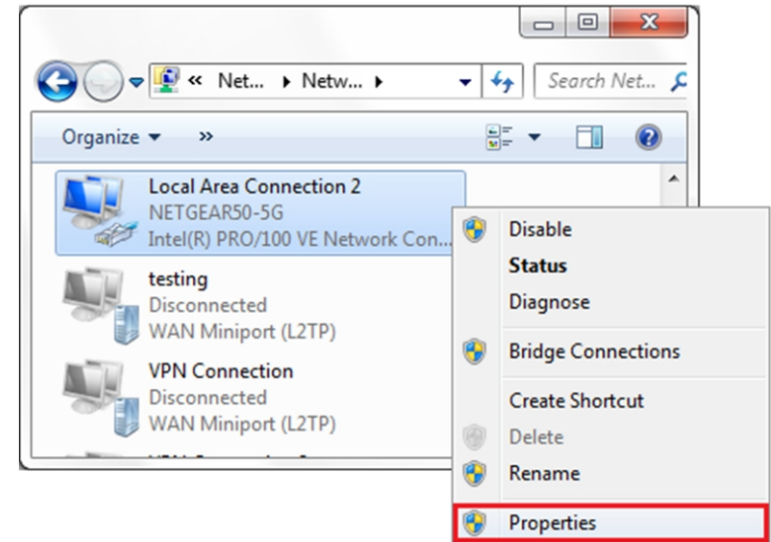 « Net... Netw...
Search Net...
Organize »
Local Area Connection 2
NETGEAR50-5G
Intel(R) PRO/100 VE Network Con...
testing
Disconnected
WAN Miniport (L2TP)
VPN Connection
Disconnected
WAN Miniport (L2TP)
Disable
Status
Diagnose
Bridge Connections
Create Shortcut
Delete
Rename
Properties